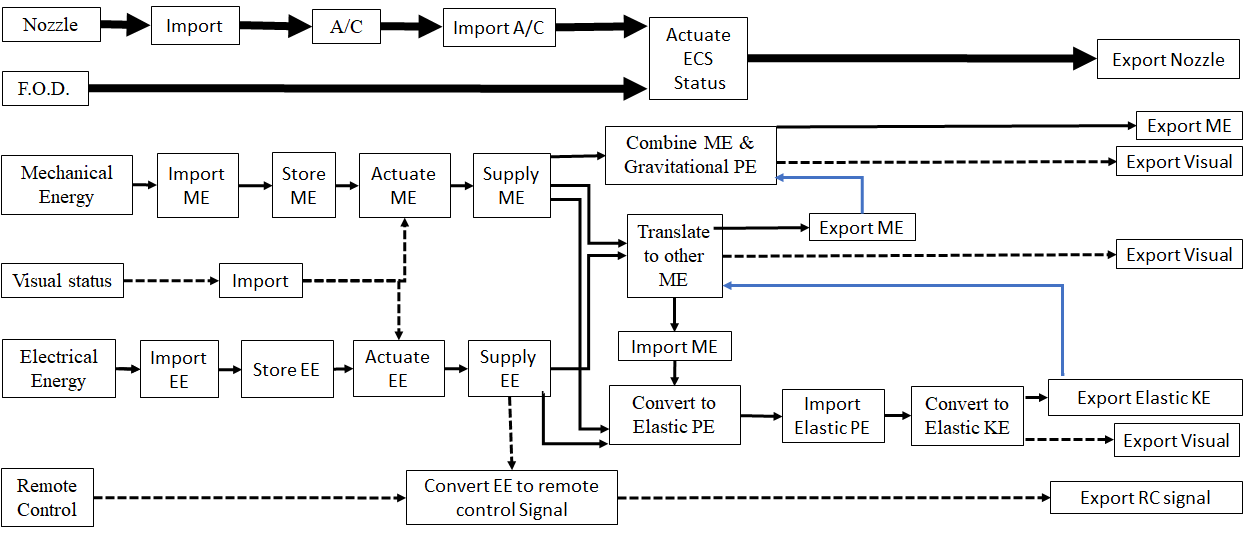 Nozzle
Import
A/C
Import A/C
Actuate
ECS
Status
Export Nozzle
F.O.D.
Mechanical
Energy
Import
ME
Store
ME
Actuate
ME
Supply
ME
Combine ME &
Gravitational PE
Export ME
Export Visual
Translate
to other
ME
Export ME
Export Visual
Visual status
Import
Import ME
Electrical
Energy
Import
EE
Store EE
Actuate
EE
Supply
EE
Convert to
Elastic PE
Import
Elastic PE
Convert to
Elastic KE
Export Elastic KE
Export Visual
Remote
Control
Convert EE to remote
control Signal
Export RC signal